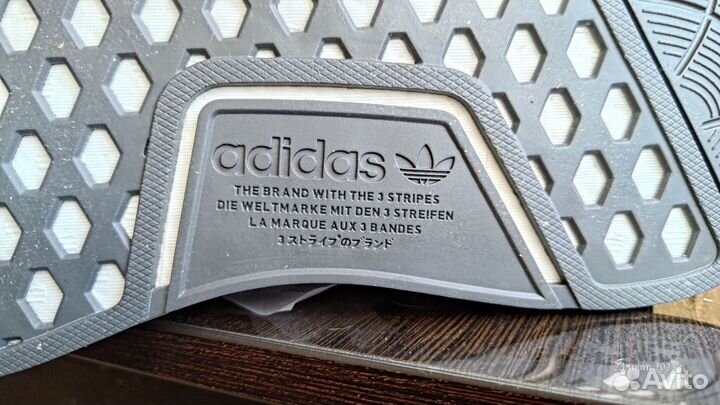 adidas
THE BRAND WITH THE 3 STRIPES
DIE WELTMARKE MIT DEN 3 STREIFEN
LA MARQUE AUX 3 BANDES
3 ストライプのブランド
Avito